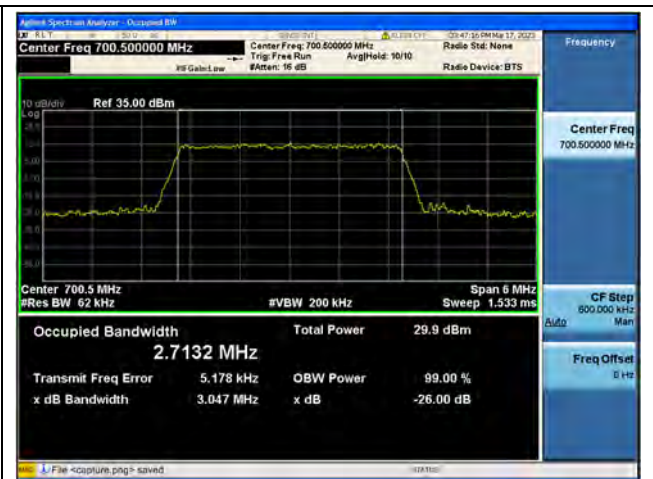 Agilent Spectrum Analyzer - Occupied BW
Center Freq 700.500000 MHz
Center Freq: 700.500000 MHz
Trig: Free Run Avg|Hold: 10/10
#IFGain:Low #Atten: 16 dB
03:47:16 PM Mar 17, 2023
Radio Std: None
Radio Device: BTS
Frequency
10 dB/div Ref 35.00 dBm
Log
Center Freq
700.500000 MHz
Center 700.5 MHz Span 6 MHz
#Res BW 62 kHz #VBW 200 kHz Sweep 1.533 ms
CF Step
600.000 kHz
Auto Man
Occupied Bandwidth Total Power 29.9 dBm
2.7132 MHz
Freq Offset
0 Hz
Transmit Freq Error 5.178 kHz OBW Power 99.00 %
x dB Bandwidth 3.047 MHz x dB -26.00 dB
MSG File <capture.png> saved STATUS